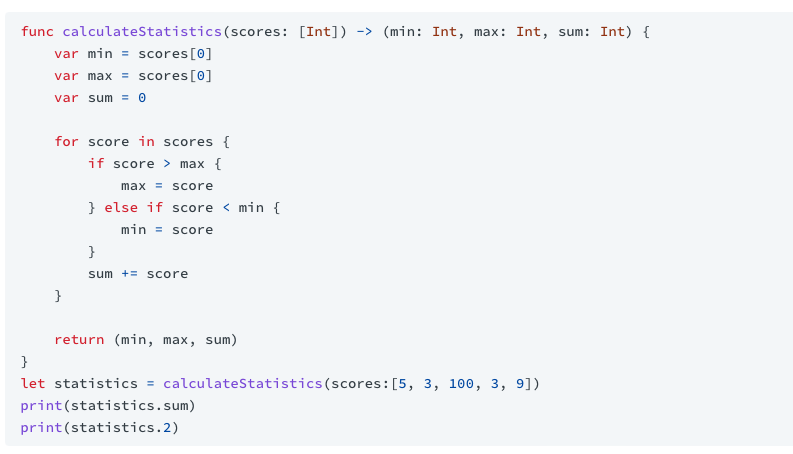 func calculateStatistics(scores: [Int]) -> (min: Int, max: Int, sum: Int) {
    var min = scores[0]
    var max = scores[0]
    var sum = 0

    for score in scores {
        if score > max {
            max = score
        } else if score < min {
            min = score
        }
        sum += score
    }

    return (min, max, sum)
}
let statistics = calculateStatistics(scores:[5, 3, 100, 3, 9])
print(statistics.sum)
print(statistics.2)